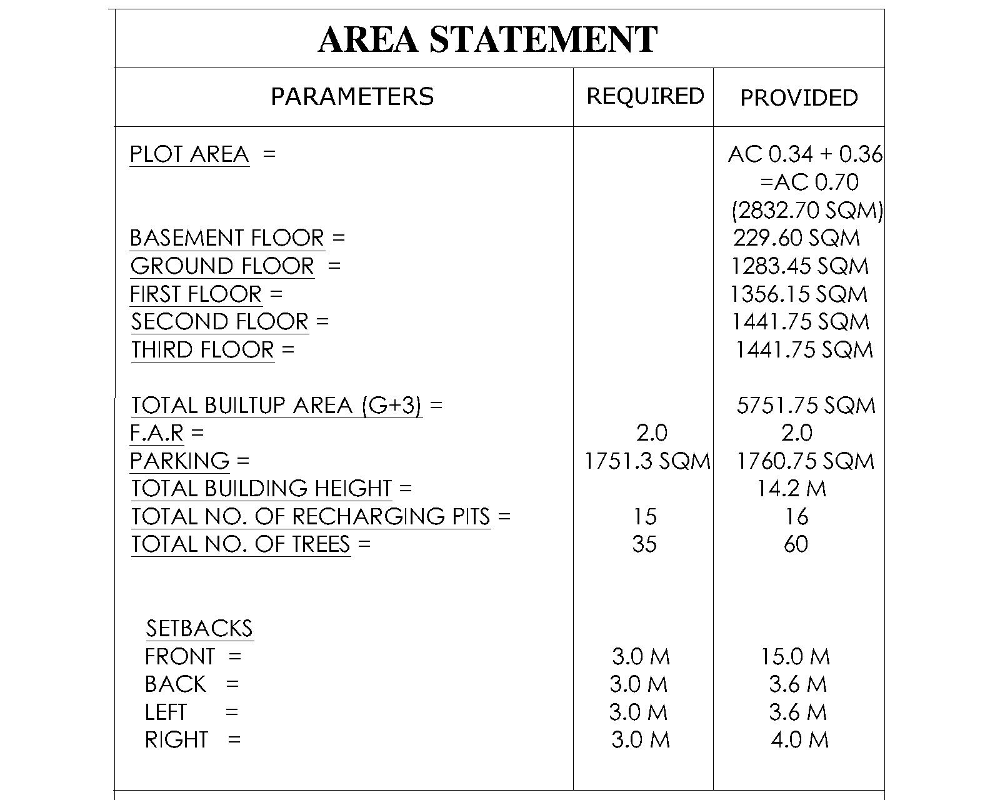 AREA STATEMENT
PARAMETERS REQUIRED PROVIDED
PLOT AREA = AC 0.34 + 0.36
=AC 0.70
(2832.70 SQM)
BASEMENT FLOOR = 229.60 SQM
GROUND FLOOR = 1283.45 SQM
FIRST FLOOR = 1356.15 SQM
SECOND FLOOR = 1441.75 SQM
THIRD FLOOR = 1441.75 SQM
TOTAL BUILTUP AREA (G+3) = 5751.75 SQM
F.A.R = 2.0 2.0
PARKING = 1751.3 SQM 1760.75 SQM
TOTAL BUILDING HEIGHT = 14.2 M
TOTAL NO. OF RECHARGING PITS = 15 16
TOTAL NO. OF TREES = 35 60
SETBACKS
FRONT = 3.0 M 15.0 M
BACK = 3.0 M 3.6 M
LEFT = 3.0 M 3.6 M
RIGHT = 3.0 M 4.0 M